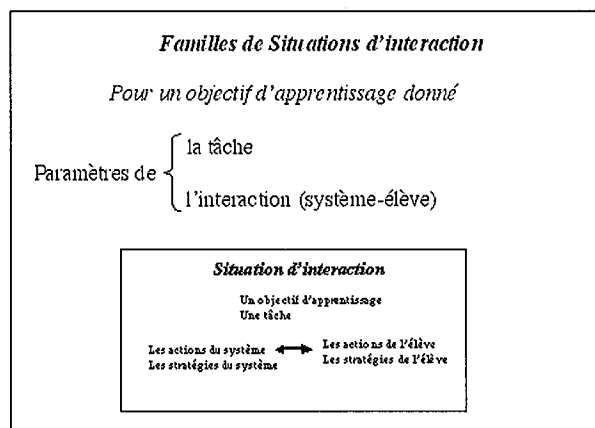 Familles de Situations d'interaction
Pour un objectif d'apprentissage donné
la tâche
Paramètres de
l'interaction (système-élève)
Situation d'interaction
Un objectif d'apprentissage
Une tâche
Les actions du système Les actions de l'élève
Les stratégies du système Les stratégies de l'élève